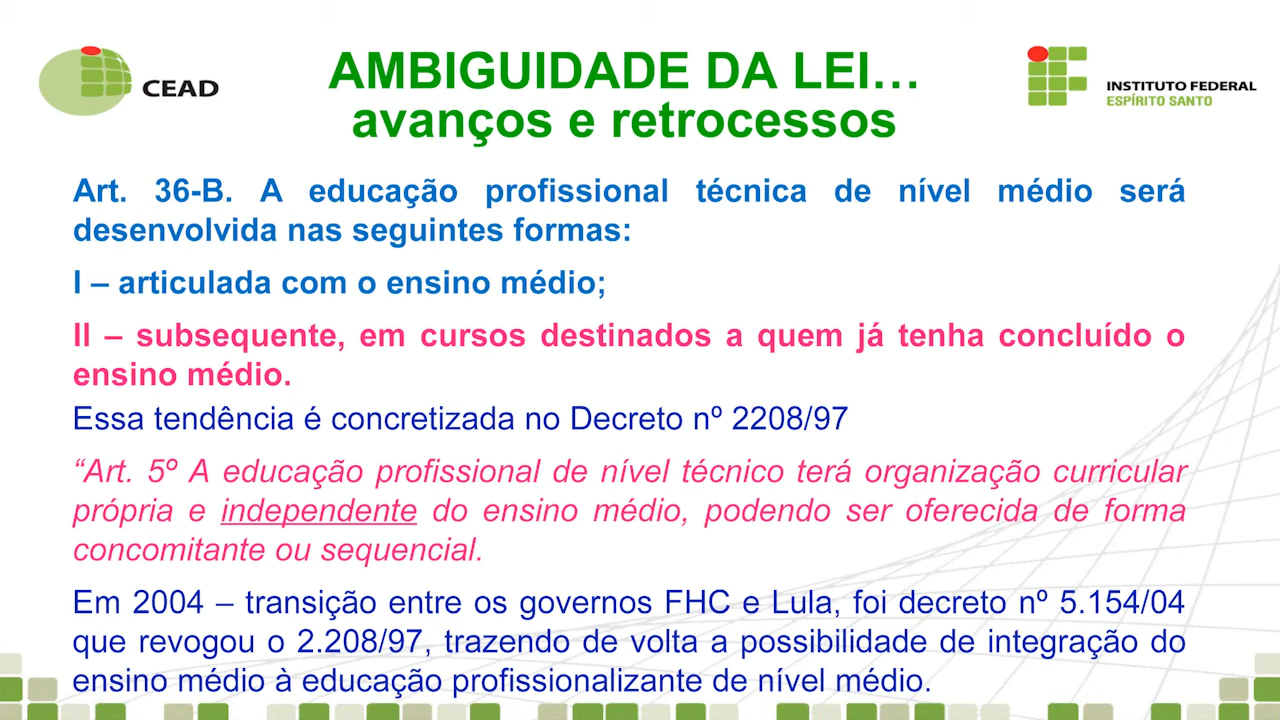 CEAD
AMBIGUIDADE DA LEI...
avanços e retrocessos
INSTITUTO FEDERAL
ESPÍRITO SANTO
Art. 36-B. A educação profissional técnica de nível médio será
desenvolvida nas seguintes formas:
I – articulada com o ensino médio;
II – subsequente, em cursos destinados a quem já tenha concluído o
ensino médio.
Essa tendência é concretizada no Decreto nº 2208/97
“Art. 5º A educação profissional de nível técnico terá organização curricular
própria e independente do ensino médio, podendo ser oferecida de forma
concomitante ou sequencial.
Em 2004 – transição entre os governos FHC e Lula, foi decreto nº 5.154/04
que revogou o 2.208/97, trazendo de volta a possibilidade de integração do
ensino médio à educação profissionalizante de nível médio.